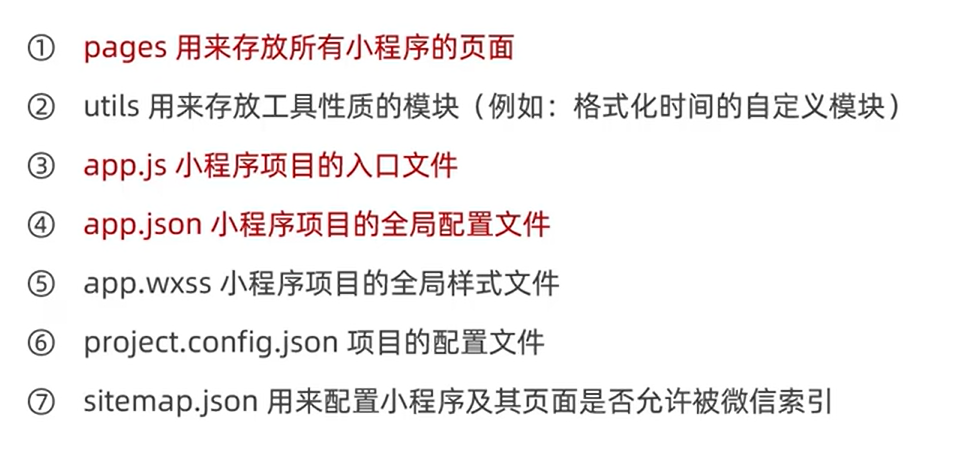 ① pages 用来存放所有小程序的页面
② utils 用来存放工具性质的模块（例如：格式化时间的自定义模块）
③ app.js 小程序项目的入口文件
④ app.json 小程序项目的全局配置文件
⑤ app.wxss 小程序项目的全局样式文件
⑥ project.config.json 项目的配置文件
⑦ sitemap.json 用来配置小程序及其页面是否允许被微信索引